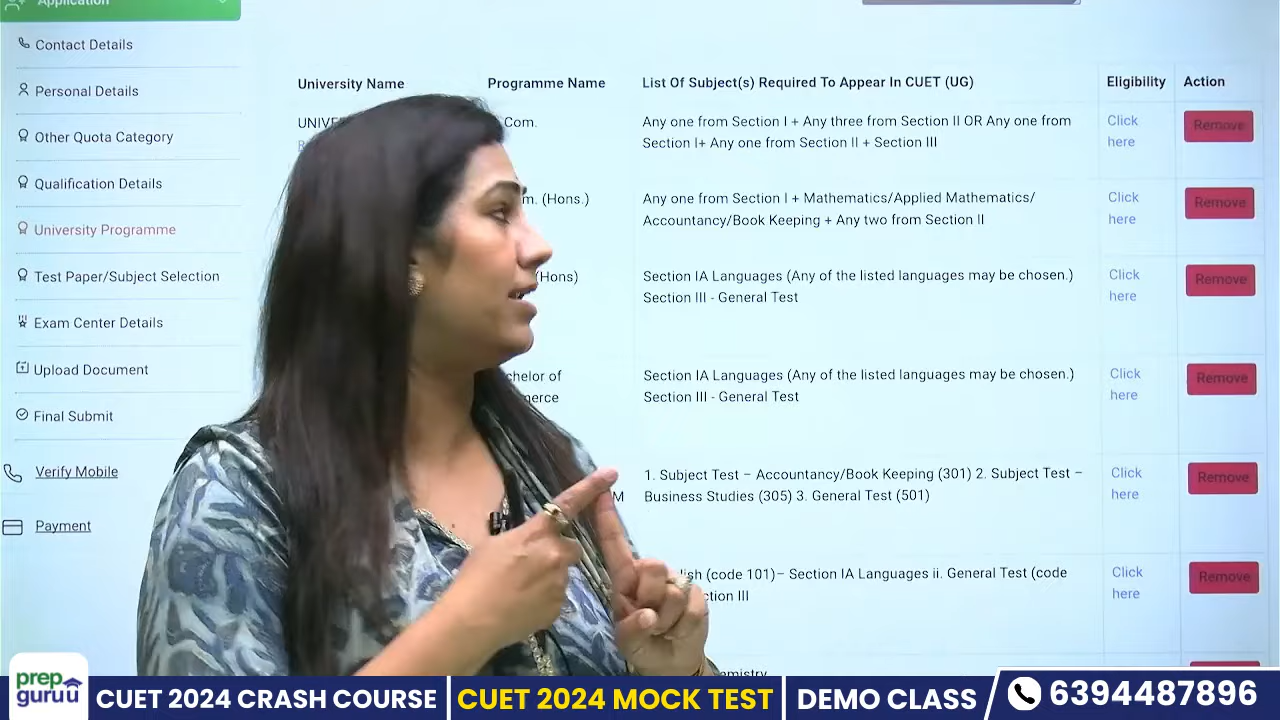 Application
Contact Details
Personal Details
Other Quota Category
Qualification Details
University Programme
Test Paper/Subject Selection
Exam Center Details
Upload Document
Final Submit
Verify Mobile
Payment
University Name Programme Name List Of Subject(s) Required To Appear In CUET (UG) Eligibility Action
Com. Any one from Section I + Any three from Section II OR Any one from Click Remove
Section I+ Any one from Section II + Section III here
(Hons.) Any one from Section I + Mathematics/Applied Mathematics/ Click Remove
Accountancy/Book Keeping + Any two from Section II here
(Hons) Section IA Languages (Any of the listed languages may be chosen.) Click Remove
Section III - General Test here
of Section IA Languages (Any of the listed languages may be chosen.) Click Remove
Section III - General Test here
1. Subject Test – Accountancy/Book Keeping (301) 2. Subject Test – Click Remove
M Business Studies (305) 3. General Test (501) here
(code 101)– Section IA Languages ii. General Test (code Click Remove
III here
prep
guru
CUET 2024 CRASH COURSE CUET 2024 MOCK TEST DEMO CLASS 6394487896